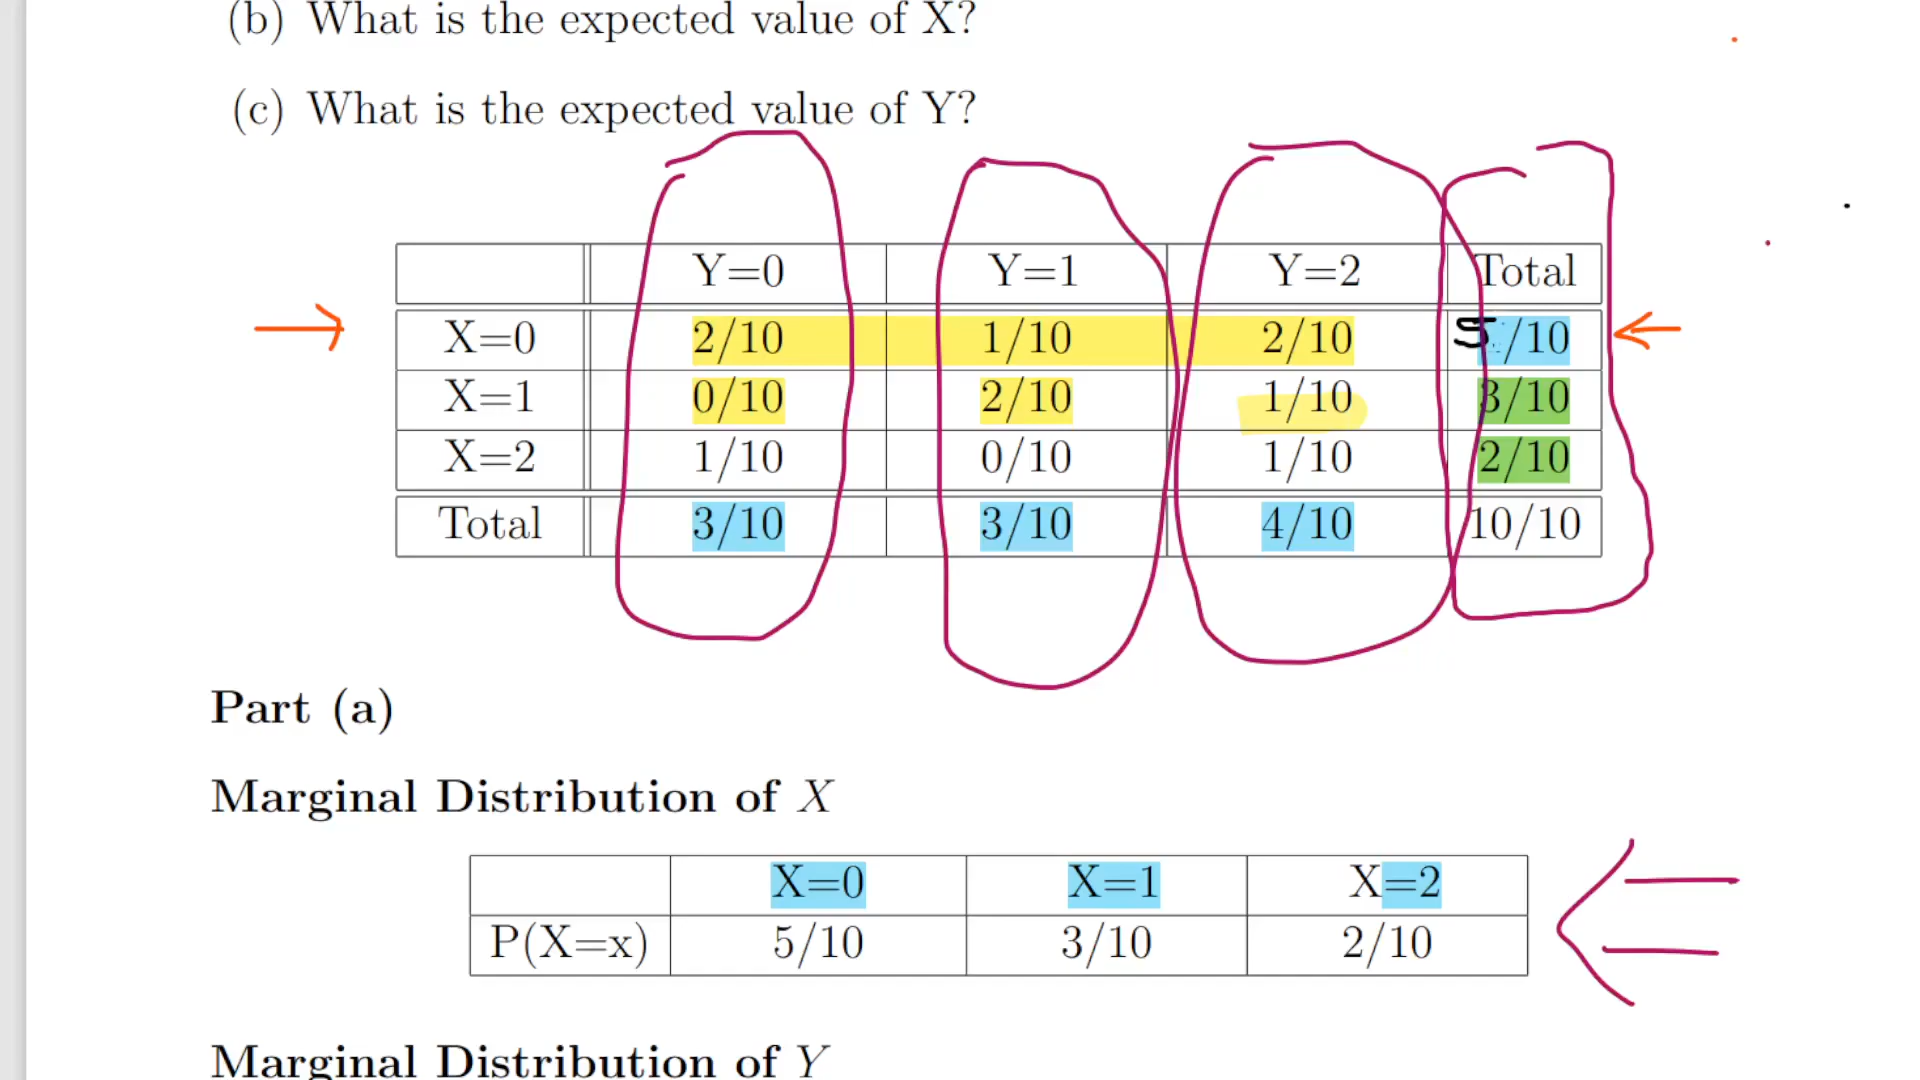 (b) What is the expected value of X?
(c) What is the expected value of Y?
Y=0 Y=1 Y=2 Total
X=0 2/10 1/10 2/10 5/10
X=1 0/10 2/10 1/10 3/10
X=2 1/10 0/10 1/10 2/10
Total 3/10 3/10 4/10 10/10
Part (a)
Marginal Distribution of X
X=0 X=1 X=2
P(X=x) 5/10 3/10 2/10
Marginal Distribution of Y